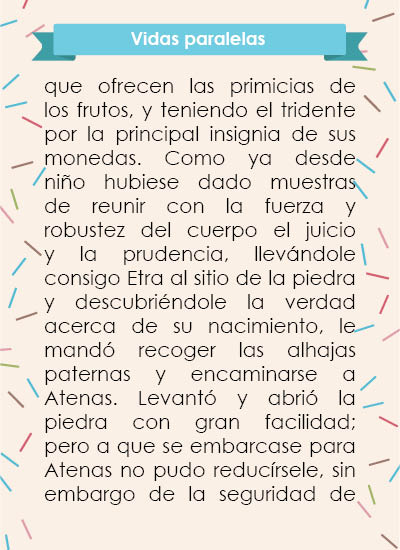 Vidas paralelas
que ofrecen las primicias de
los frutos, y teniendo el tridente
por la principal insignia de sus
monedas. Como ya desde
niño hubiese dado muestras
de reunir con la fuerza y
robustez del cuerpo el juicio
y la prudencia, llevándole
consigo Etra al sitio de la piedra
y descubriéndole la verdad
acerca de su nacimiento, le
mandó recoger las alhajas
paternas y encaminarse a
Atenas. Levantó y abrió la
piedra con gran facilidad;
pero a que se embarcase para
Atenas no pudo reducírsele, sin
embargo de la seguridad de